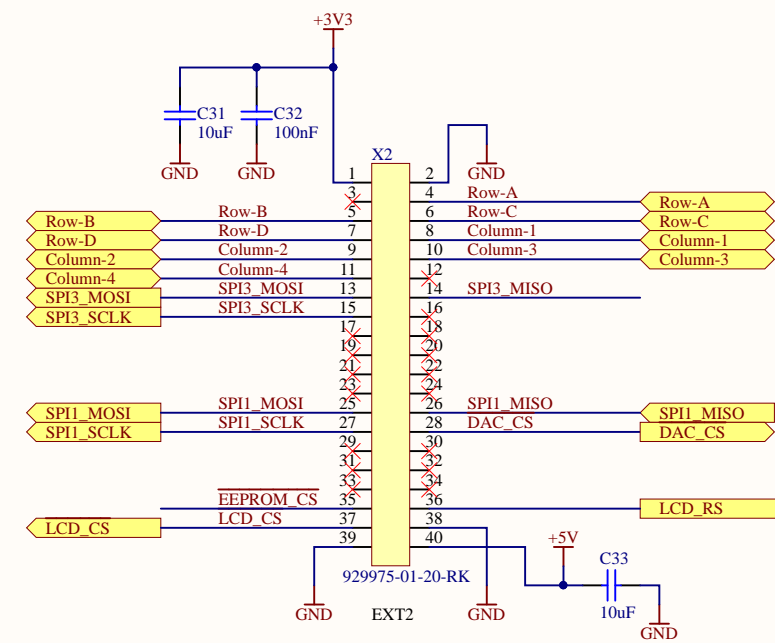 +3V3
C31
10uF
C32
100nF
GND
GND
X2
GND
1 2
3 4 Row-A Row-A
Row-B Row-B 5 6 Row-C Row-C
Row-D Row-D 7 8 Column-1 Column-1
Column-2 Column-2 9 10 Column-3 Column-3
Column-4 Column-4 11 12
SPI3_MOSI SPI3_MOSI 13 14 SPI3_MISO
SPI3_SCLK SPI3_SCLK 15 16
17 18
19 20
21 22
23 24
SPI1_MOSI SPI1_MOSI 25 26 SPI1_MISO SPI1_MISO
SPI1_SCLK SPI1_SCLK 27 28 DAC_CS DAC_CS
29 30
31 32
33 34
EEPROM_CS 35 36 LCD_RS
LCD_CS LCD_CS 37 38
39 40
+5V
929975-01-20-RK
C33
10uF
GND
EXT2
GND
GND